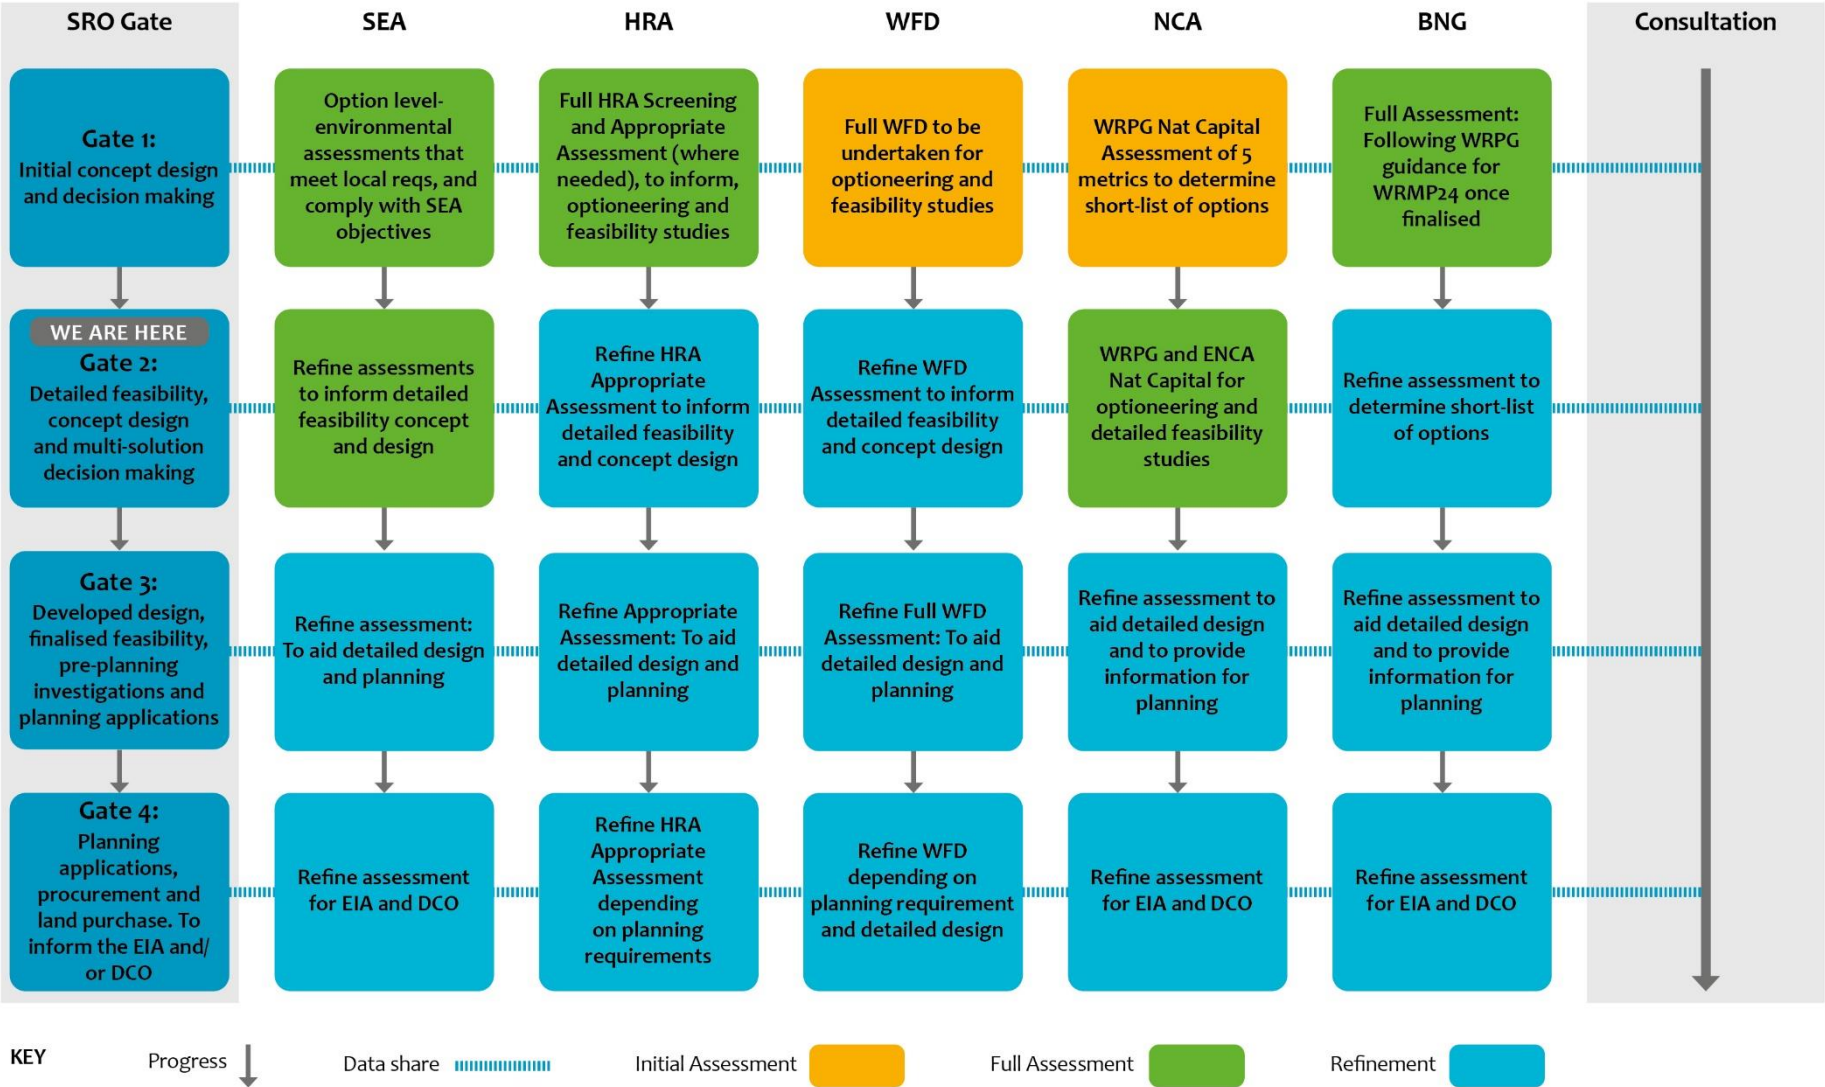 SRO Gate
SEA
HRA
WFD
NCA
BNG
Consultation
Gate 1:
Initial concept design
and decision making
Option level-
environmental
assessments that
meet local reqs, and
comply with SEA
objectives
Full HRA Screening
and Appropriate
Assessment (where
needed), to inform,
optioneering and
feasibility studies
Full WFD to be
undertaken for
optioneering and
feasibility studies
WRPG Nat Capital
Assessment of 5
metrics to determine
short-list of options
Full Assessment:
Following WRPG
guidance for
WRMP24 once
finalised
WE ARE HERE
Gate 2:
Detailed feasibility,
concept design
and multi-solution
decision making
Refine assessments
to inform detailed
feasibility concept
and design
Refine HRA
Appropriate
Assessment to inform
detailed feasibility
and concept design
Refine WFD
Assessment to inform
detailed feasibility
and concept design
WRPG and ENCA
Nat Capital for
optioneering and
detailed feasibility
studies
Refine assessment to
determine short-list
of options
Gate 3:
Developed design,
finalised feasibility,
pre-planning
investigations and
planning applications
Refine assessment:
To aid detailed design
and planning
Refine Appropriate
Assessment: To aid
detailed design and
planning
Refine Full WFD
Assessment: To aid
detailed design and
planning
Refine assessment to
aid detailed design
and to provide
information for
planning
Refine assessment to
aid detailed design
and to provide
information for
planning
Gate 4:
Planning
applications,
procurement and
land purchase. To
inform the EIA and/
or DCO
Refine assessment
for EIA and DCO
Refine HRA
Appropriate
Assessment
depending
on planning
requirements
Refine WFD
depending on
planning requirement
and detailed design
Refine assessment
for EIA and DCO
Refine assessment
for EIA and DCO
KEY
Progress
Data share
Initial Assessment
Full Assessment
Refinement